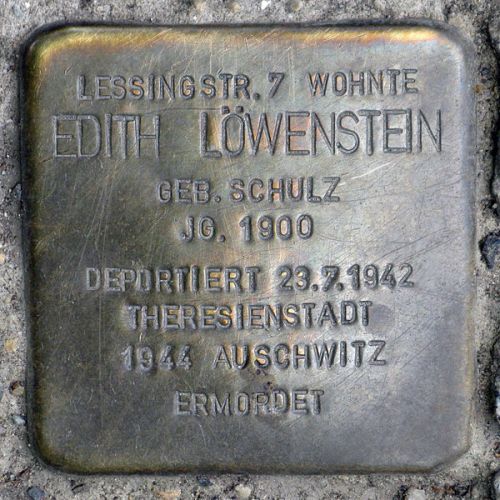 LESSINGSTR. 7 WOHNTE
EDITH LÖWENSTEIN
GEB. SCHULZ
JG. 1900
DEPORTIERT 23.7.1942
THERESIENSTADT
1944 AUSCHWITZ
ERMORDET